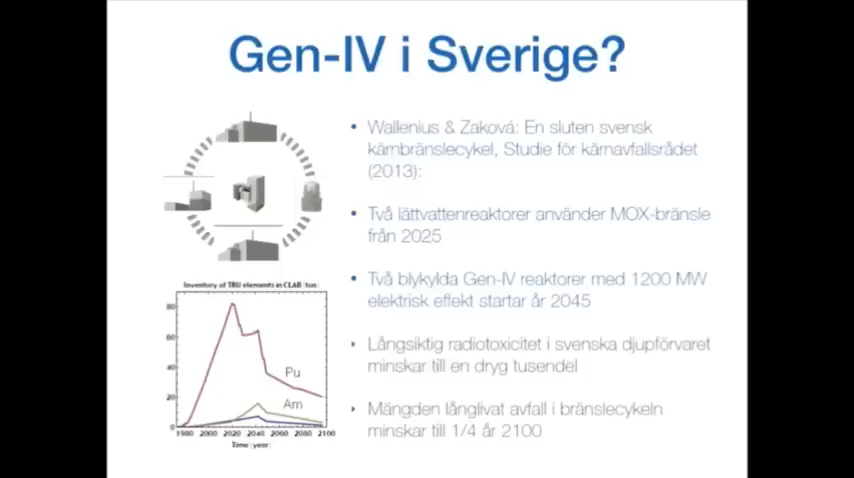 Gen-IV i Sverige?
• Wallenius & Zaková: En sluten svensk
kärnbränslecykel, Studie för kärnavfallsrådet
(2013):
• Två lättvattenreaktorer använder MOX-bränsle
från 2025
• Två blykylda Gen-IV reaktorer med 1200 MW
elektrisk effekt startar år 2045
‣ Långsiktig radiotoxicitet i svenska djupförvaret
minskar till en dryg tusendel
‣ Mängden långlivat avfall i bränslecykeln
minskar till 1/4 år 2100
Inventory of TRU elements in CLAB [ton]
80
60
40
20
0
Pu
Am
1980 2000 2020 2040 2060 2080 2100
Time [year]